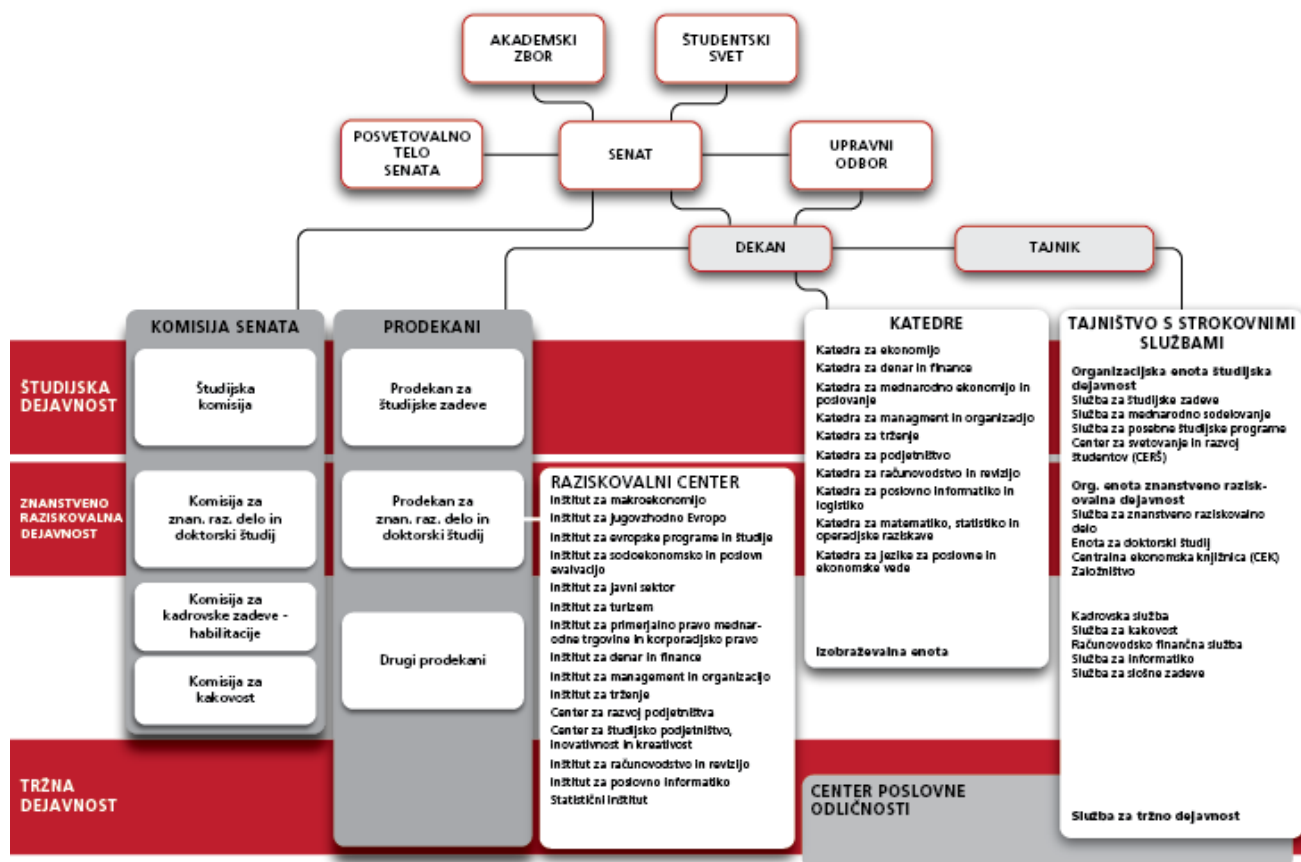 AKADEMSKI
ZBOR
ŠTUDENTSKI
SVET
POSVETOVALNO
TELO
SENATA
SENAT
UPRAVNI
ODBOR
DEKAN
TAJNIK
KOMISIJA SENATA
PRODEKANI
KATEDRE
TAJNIŠTVO S STROKOVNIMI
SLUŽBAMI
ŠTUDIJSKA
DEJAVNOST
Študijska
komisija
Prodekan za
študijske zadeve
Katedra za ekonomijo
Katedra za denar in finance
Katedra za mednarodno ekonomijo in
poslovanje
Katedra za managment in organizacijo
Katedra za trženje
Katedra za podjetništvo
Katedra za računovodstvo in revizijo
Katedra za poslovno informatiko in
logistiko
Katedra za matematiko, statistiko in
operacijske raziskave
Katedra za jezike za poslovne in
ekonomske vede
Izobraževalna enota
Organizacijska enota študijska
dejavnost
Služba za študijske zadeve
Služba za mednarodno sodelovanje
Služba za posebne študijske programe
Center za svetovanje in razvoj
študentov (CERŠ)
Org. enota znanstveno razisk-
ovalna dejavnost
Služba za znanstveno raziskovalno
delo
Enota za doktorski študij
Centralna ekonomska knjižnica (CEK)
Založništvo
Kadrovska služba
Služba za kakovost
Računovodsko finančna služba
Služba za informatiko
Služba za slošne zadeve
Služba za tržno dejavnost
ZNANSTVENO
RAZISKOVALNA
DEJAVNOST
Komisija za
znan. raz. delo in
doktorski študij
Prodekan za
znan. raz. delo in
doktorski študij
Komisija za
kadrovske zadeve -
habilitacije
Komisija za
kakovost
Drugi prodekani
RAZISKOVALNI CENTER
Inštitut za makroekonomijo
Inštitut za jugovzhodno Evropo
Inštitut za evropske programe in študije
Inštitut za socioekonomsko in poslovn
evalvacijo
Inštitut za javni sektor
Inštitut za turizem
Inštitut za primerjalno pravo mednar-
odne trgovine in korporacijsko pravo
Inštitut za denar in finance
Inštitut za management in organizacijo
Inštitut za trženje
Center za razvoj podjetništva
Center za študijsko podjetništvo,
inovativnost in kreativost
Inštitut za računovodstvo in revizijo
Inštitut za poslovno informatiko
Statistični inštitut
TRŽNA
DEJAVNOST
CENTER POSLOVNE
ODLIČNOSTI